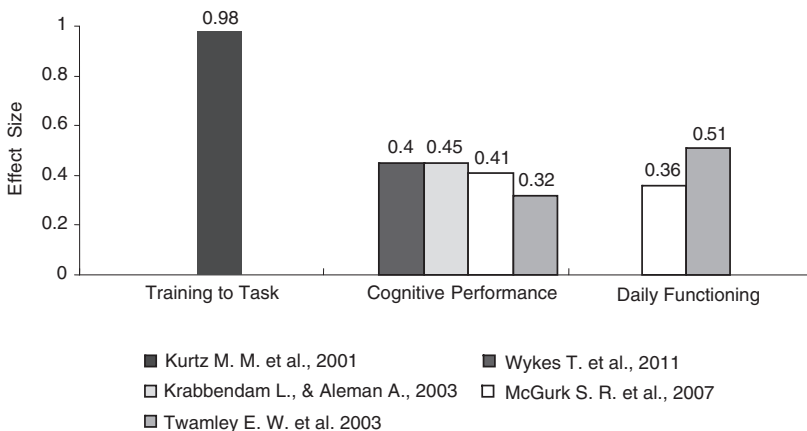 0.98
1
0.8
0.6
0.4
0.2
0
Effect Size
0.4 0.45 0.41 0.32
0.36 0.51
Training to Task Cognitive Performance Daily Functioning
Kurtz M. M. et al., 2001 Wykes T. et al., 2011
Krabbendam L., & Aleman A., 2003 McGurk S. R. et al., 2007
Twamley E. W. et al. 2003